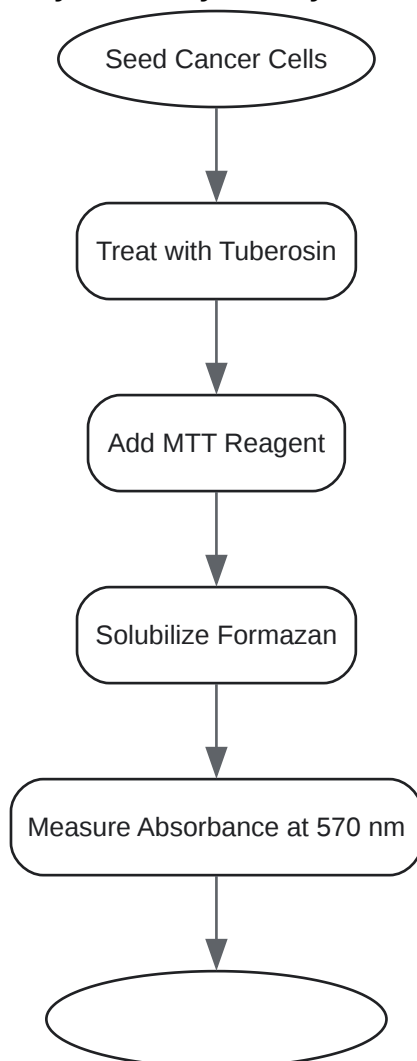 Seed Cancer Cells
Treat with Tuberosin
Add MTT Reagent
Solubilize Formazan
Measure Absorbance at 570 nm